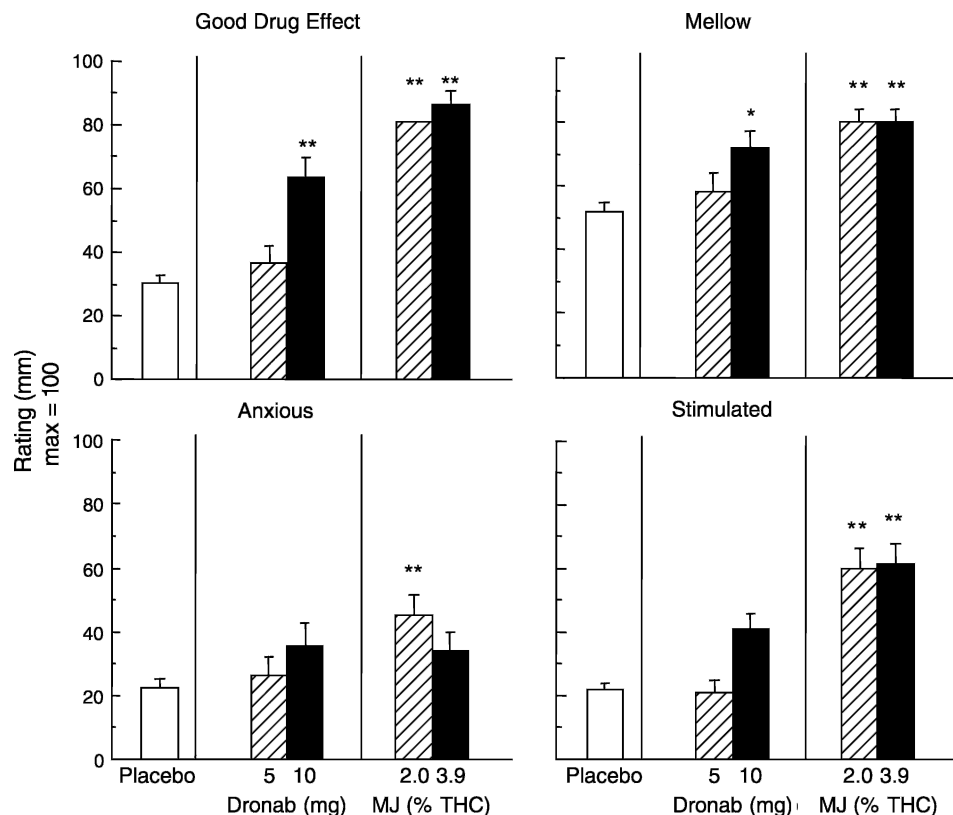 Good Drug Effect
Mellow
100
80
60
40
20
0
** ** **
* ** **
Rating (mm)
max = 100
Anxious
Stimulated
100
80
60
40
20
0
**
** **
Placebo 5 10 2.0 3.9
Dronab (mg) MJ (% THC)
Placebo 5 10 2.0 3.9
Dronab (mg) ( MJ (% THC)